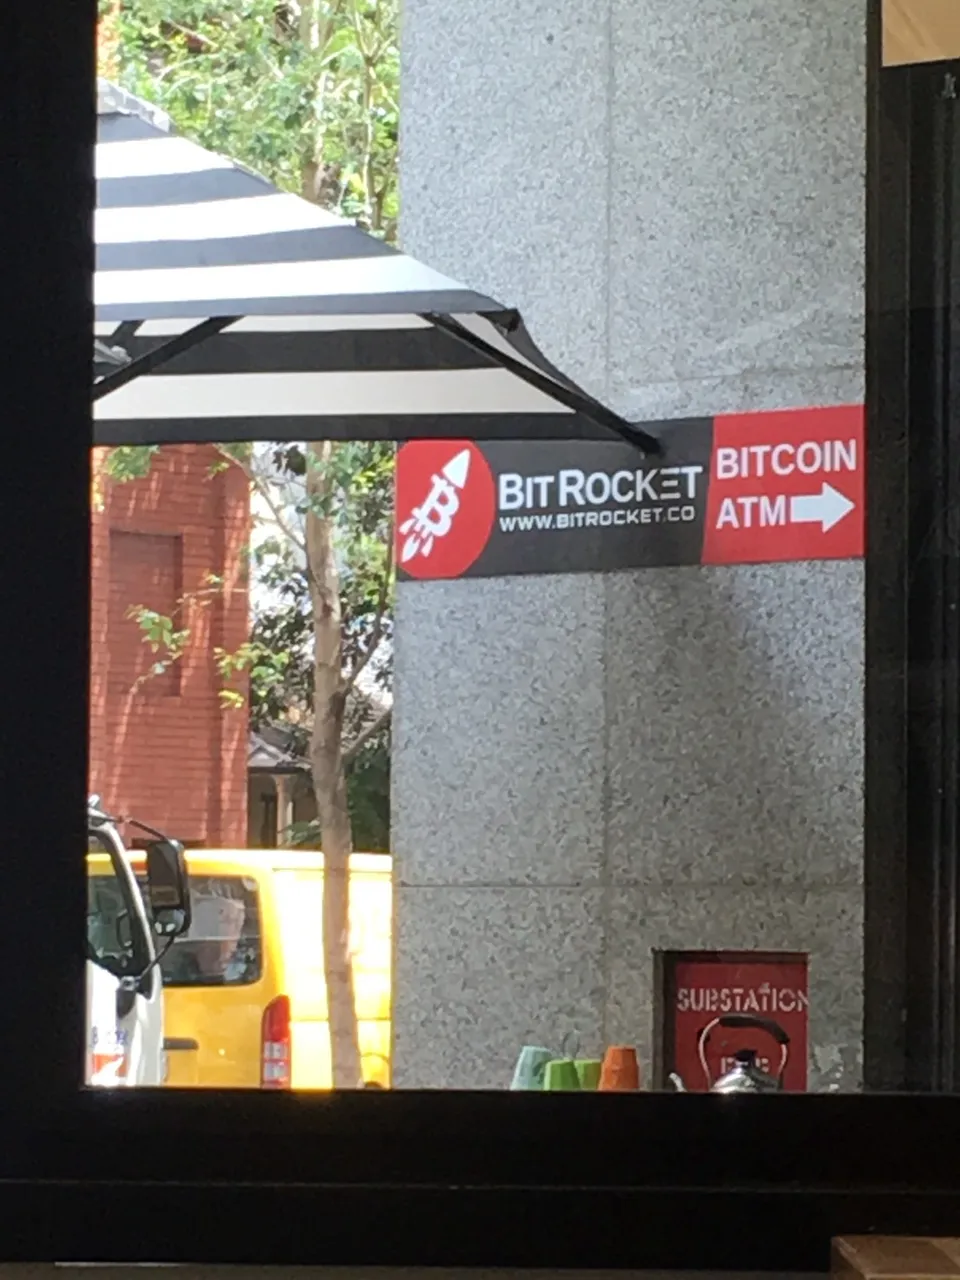 BITROCKET
WWW.BITROCKET.CO
BITCOIN
ATM
SUBSTATION